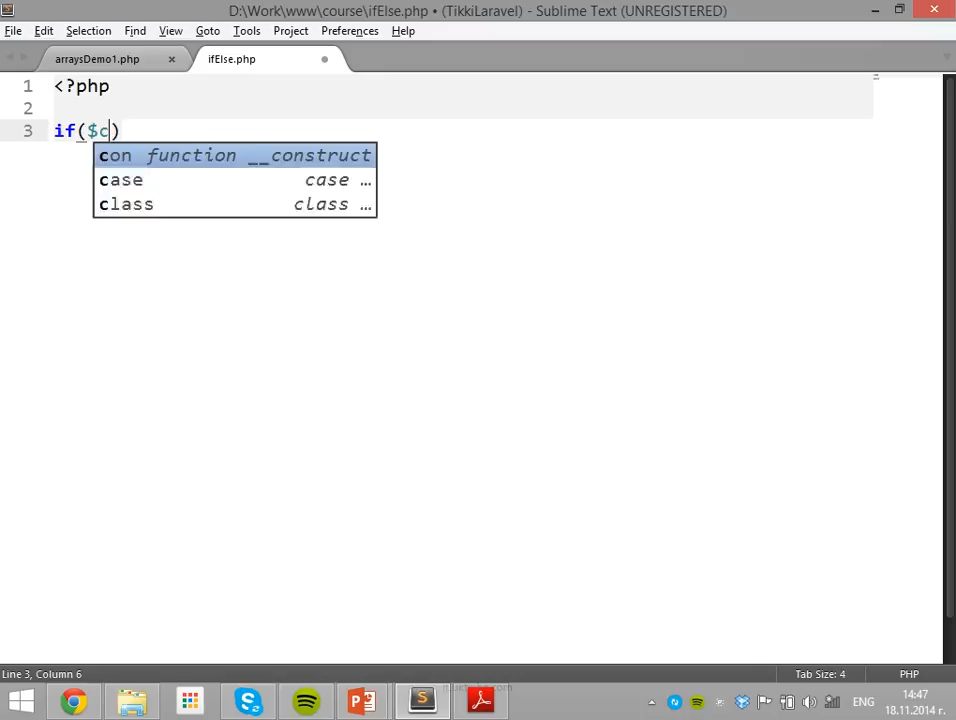 D:\Work\www\course\ifElse.php • (TikkiLaravel) - Sublime Text (UNREGISTERED)
File Edit Selection Find View Goto Tools Project Preferences Help
arraysDemo1.php ifElse.php
1 <?php
2
3 if($c)
con function __construct
case case …
class class …
Line 3, Column 6 Tab Size: 4 PHP
ENG 14:47
18.11.2014 г.